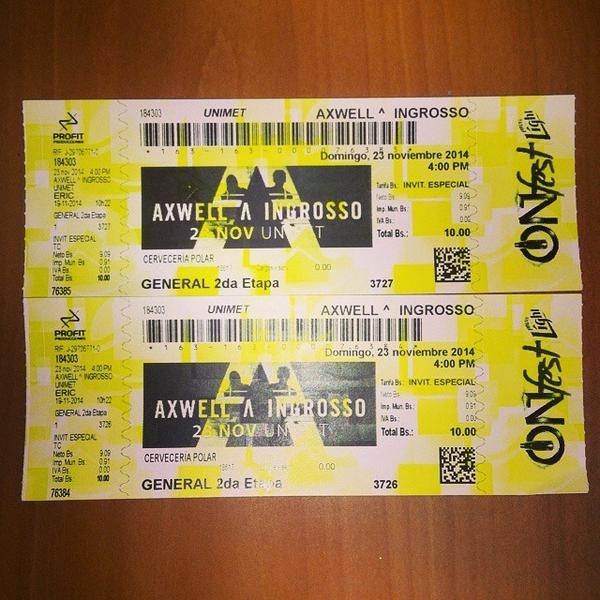 PROFIT
PRODUCCIONES
184303
23 nov 2014 4:00 PM
AXWELL ^ INGROSSO
UNIMET
ERIC
19-11-2014 10h22
GENERAL 2da Etapa
1 3727
INVIT. ESPECIAL
TC
Neto Bs 9.09
Imp. Mun. Bs. 0.91
IVA Bs. 0
Total Bs. 10.00
76385
184303 UNIMET AXWELL ^ INGROSSO
Domingo, 23 noviembre 2014
4:00 PM
AXWELL Λ INGROSSO
23 NOV UNIMET
Tarifa Bs.: INVIT. ESPECIAL
Neto Bs 9.09
Imp. Mun. Bs.: 0.91
IVA Bs.: 0
Total Bs.: 10.00
CERVECERIA POLAR
0.00
GENERAL 2da Etapa 3727
ONfest Light
PROFIT
PRODUCCIONES
184303
23 nov 2014 4:00 PM
AXWELL ^ INGROSSO
UNIMET
ERIC
19-11-2014 10h22
GENERAL 2da Etapa
1 3726
INVIT. ESPECIAL
TC
Neto Bs 9.09
Imp. Mun. Bs. 0.91
IVA Bs. 0
Total Bs. 10.00
76384
184303 UNIMET AXWELL ^ INGROSSO
Domingo, 23 noviembre 2014
4:00 PM
AXWELL Λ INGROSSO
23 NOV UNIMET
Tarifa Bs.: INVIT. ESPECIAL
Neto Bs 9.09
Imp. Mun. Bs.: 0.91
IVA Bs.: 0
Total Bs.: 10.00
CERVECERIA POLAR
0.00
GENERAL 2da Etapa 3726
ONfest Light